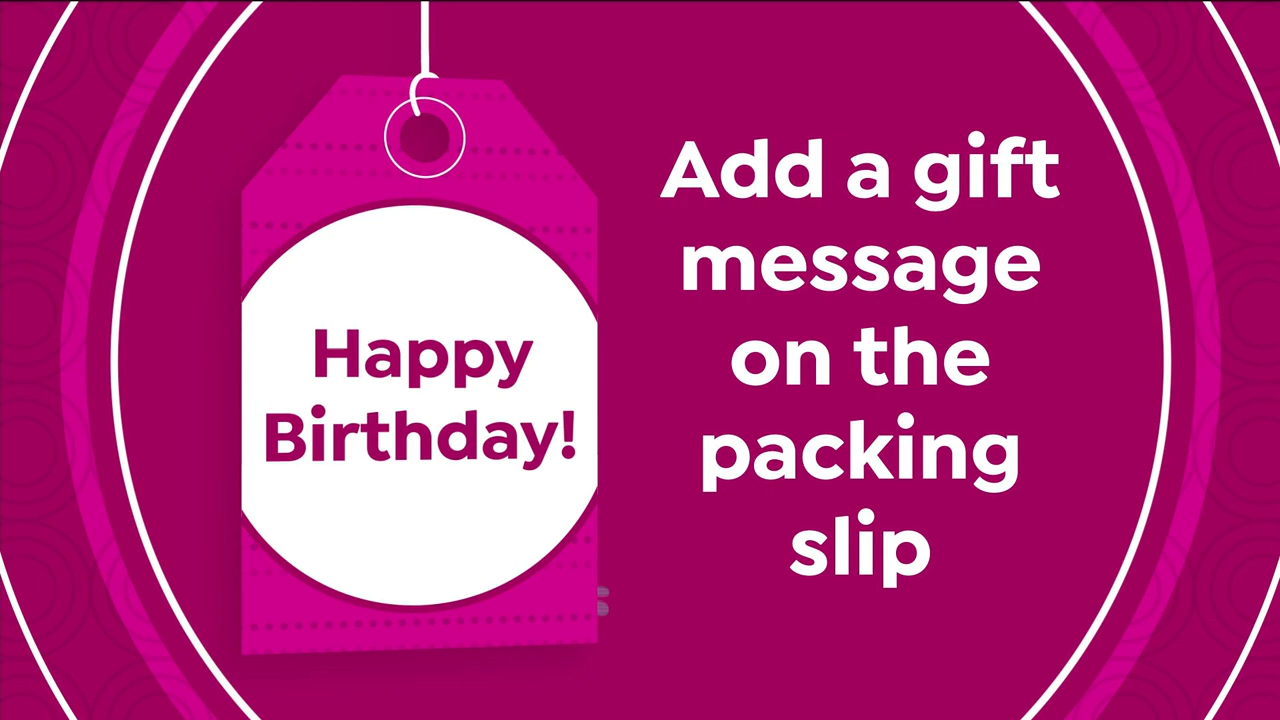 Happy
Birthday!
Add a gift
message
on the
packing
slip